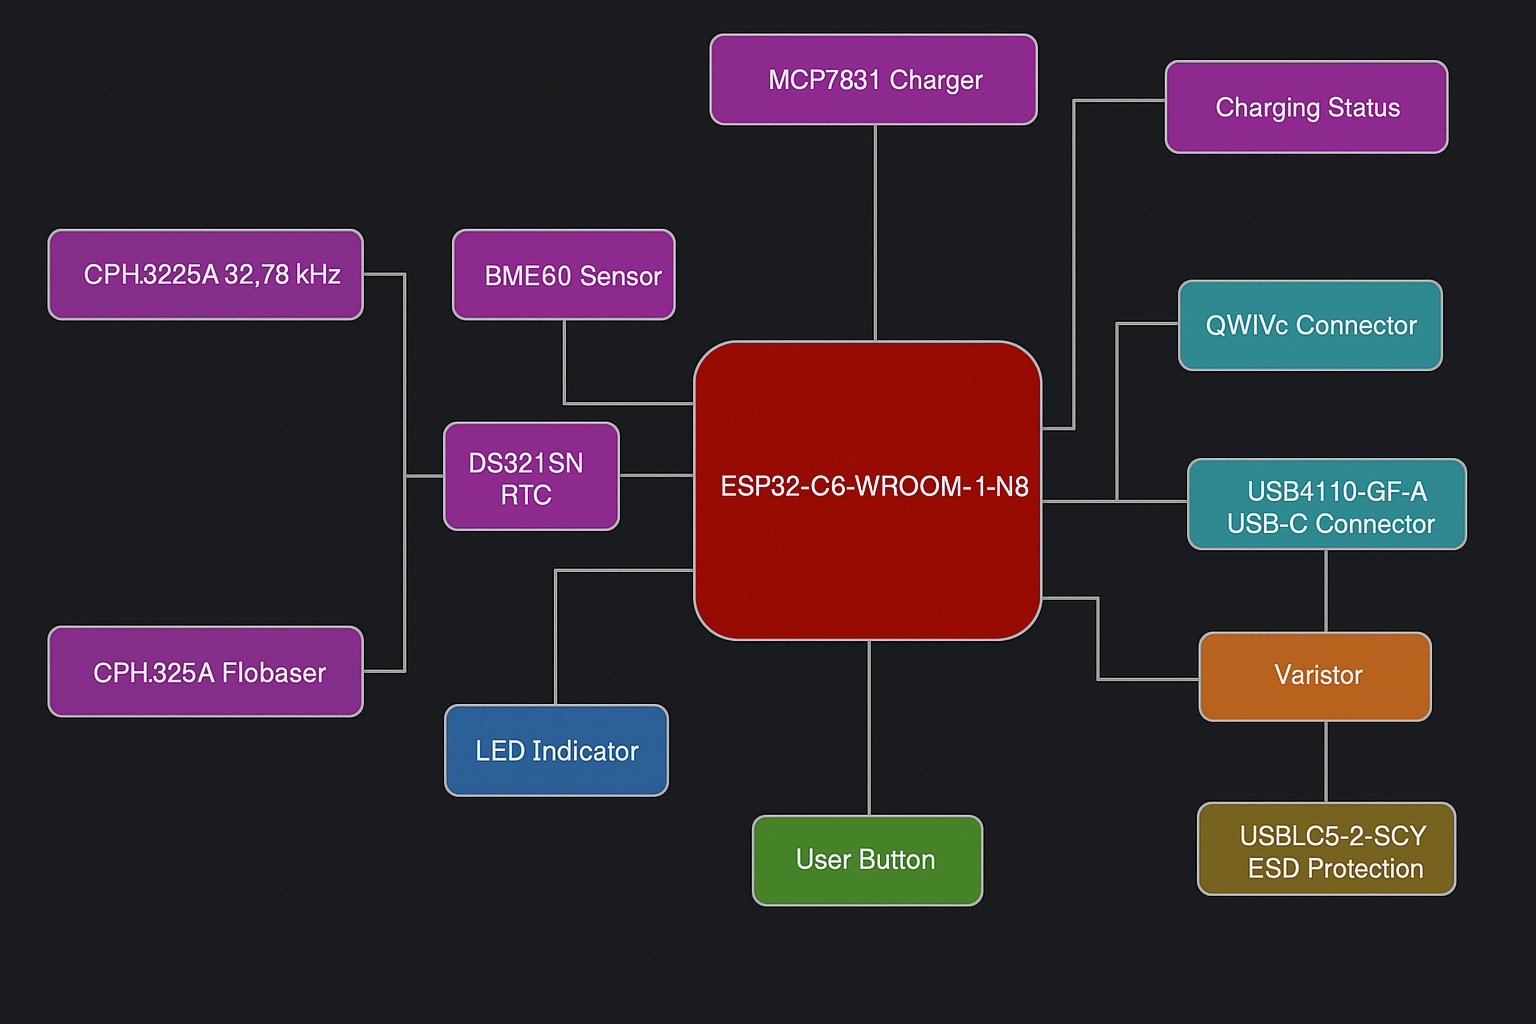 MCP7831 Charger
Charging Status
CPH.3225A 32,78 kHz
BME60 Sensor
QWIVc Connector
DS321SN
RTC
ESP32-C6-WROOM-1-N8
USB4110-GF-A
USB-C Connector
CPH.325A Flobaser
Varistor
LED Indicator
User Button
USBLC5-2-SCY
ESD Protection